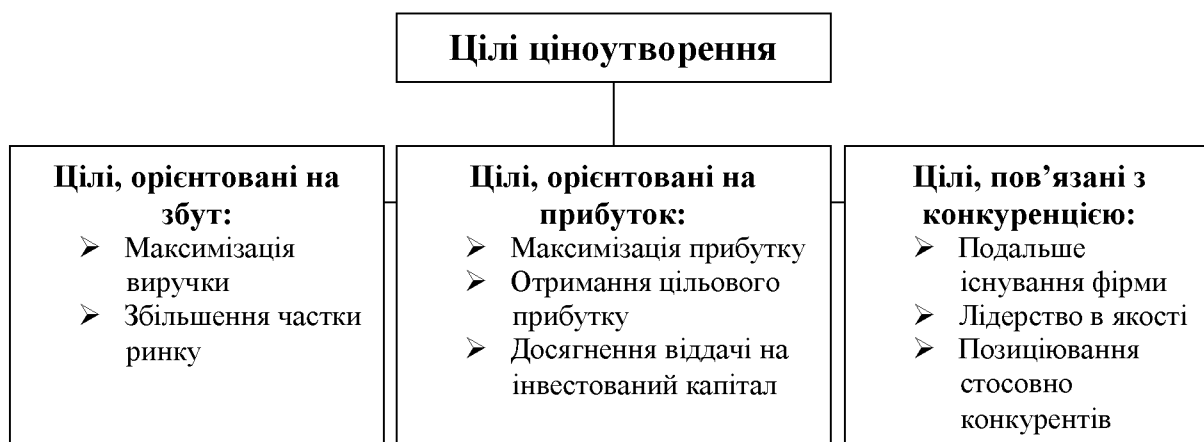 Цілі ціноутворення
Цілі, орієнтовані на
збут:
➢ Максимізація
виручки
➢ Збільшення частки
ринку
Цілі, орієнтовані на
прибуток:
➢ Максимізація прибутку
➢ Отримання цільового
прибутку
➢ Досягнення віддачі на
інвестований капітал
Цілі, пов’язані з
конкуренцією:
➢ Подальше
існування фірми
➢ Лідерство в якості
➢ Позиціювання
стосовно
конкурентів